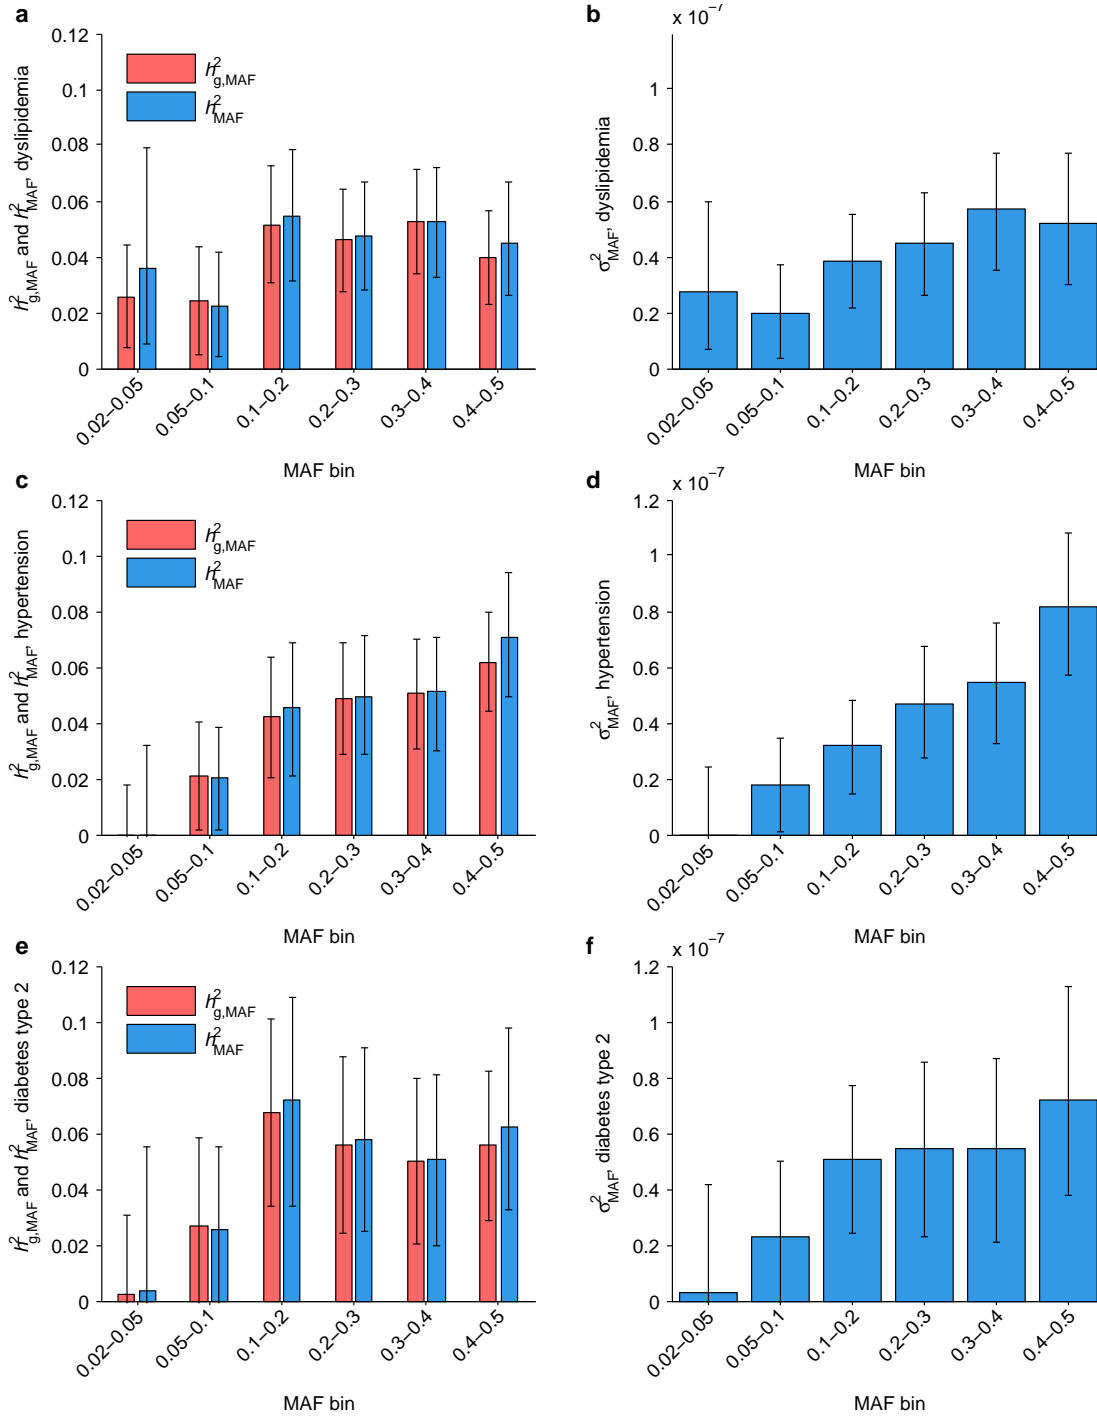 a
h²g,MAF and h²MAF, dyslipidemia
0.12
0.1
0.08
0.06
0.04
0.02
0
h²g,MAF
h²MAF
0.02–0.05
0.05–0.1
0.1–0.2
0.2–0.3
0.3–0.4
0.4–0.5
MAF bin
b
x 10⁻⁷
σ²MAF, dyslipidemia
1
0.8
0.6
0.4
0.2
0
0.02–0.05
0.05–0.1
0.1–0.2
0.2–0.3
0.3–0.4
0.4–0.5
MAF bin
c
h²g,MAF and h²MAF, hypertension
0.12
0.1
0.08
0.06
0.04
0.02
0
h²g,MAF
h²MAF
0.02–0.05
0.05–0.1
0.1–0.2
0.2–0.3
0.3–0.4
0.4–0.5
MAF bin
d
x 10⁻⁷
σ²MAF, hypertension
1.2
1
0.8
0.6
0.4
0.2
0
0.02–0.05
0.05–0.1
0.1–0.2
0.2–0.3
0.3–0.4
0.4–0.5
MAF bin
e
h²g,MAF and h²MAF, diabetes type 2
0.12
0.1
0.08
0.06
0.04
0.02
0
h²g,MAF
h²MAF
0.02–0.05
0.05–0.1
0.1–0.2
0.2–0.3
0.3–0.4
0.4–0.5
MAF bin
f
x 10⁻⁷
σ²MAF, diabetes type 2
1.2
1
0.8
0.6
0.4
0.2
0
0.02–0.05
0.05–0.1
0.1–0.2
0.2–0.3
0.3–0.4
0.4–0.5
MAF bin